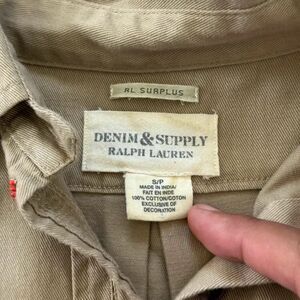 RL SURPLUS
DENIM & SUPPLY
RALPH LAUREN
S/P
MADE IN INDIA/
FAIT EN INDE
100% COTTON/COTON
EXCLUSIVE OF
DECORATION